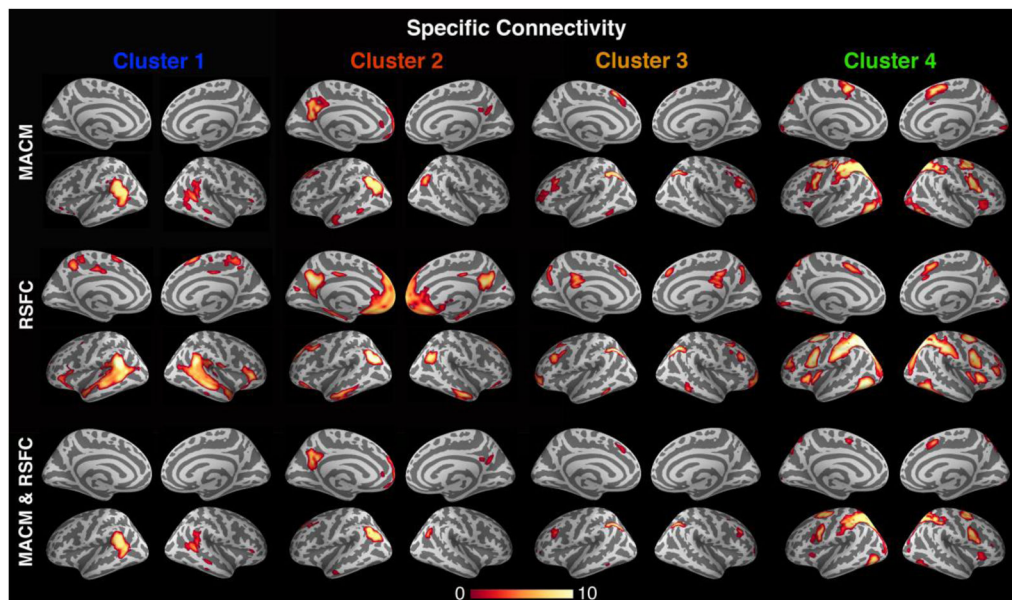 Specific Connectivity
Cluster 1 Cluster 2 Cluster 3 Cluster 4
MACM
RSFC
MACM & RSFC
0 10